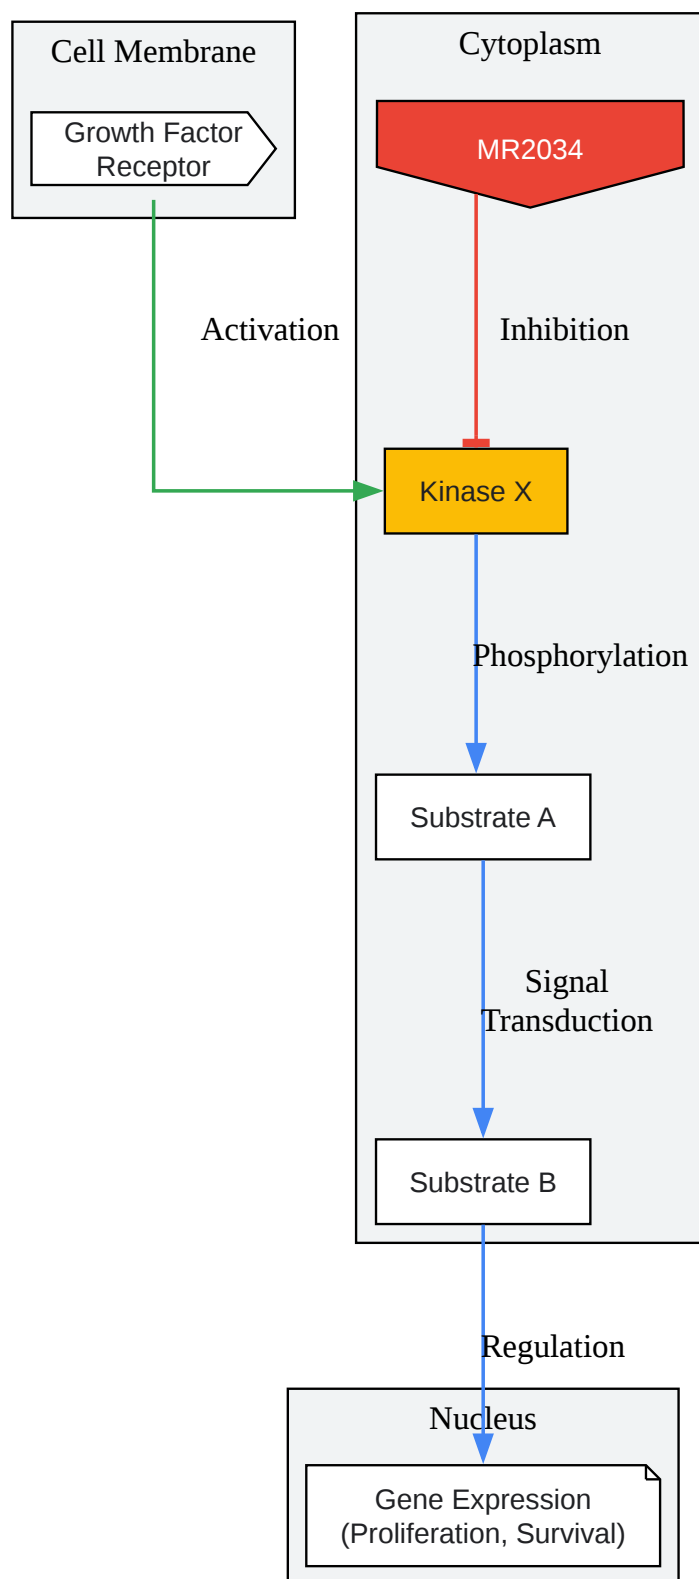 Cell Membrane
Growth Factor
Receptor
Cytoplasm
MR2034
Activation
Inhibition
Kinase X
Phosphorylation
Substrate A
Signal
Transduction
Substrate B
Regulation
Nucleus
Gene Expression
(Proliferation, Survival)